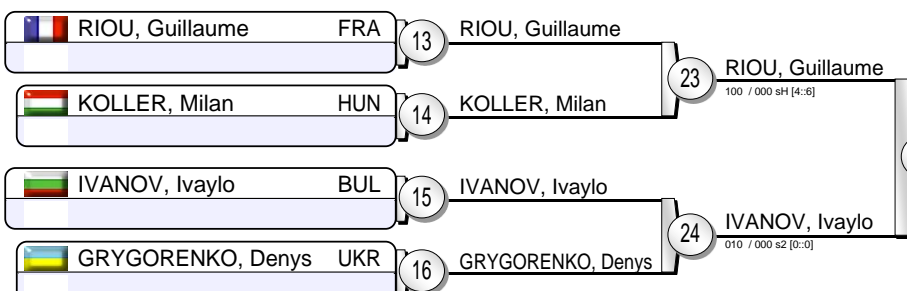 RIOU, Guillaume FRA 13 RIOU, Guillaume
23 RIOU, Guillaume
100 / 000 sH [4::6]
KOLLER, Milan HUN 14 KOLLER, Milan
IVANOV, Ivaylo BUL 15 IVANOV, Ivaylo
24 IVANOV, Ivaylo
010 / 000 s2 [0::0]
GRYGORENKO, Denys UKR 16 GRYGORENKO, Denys